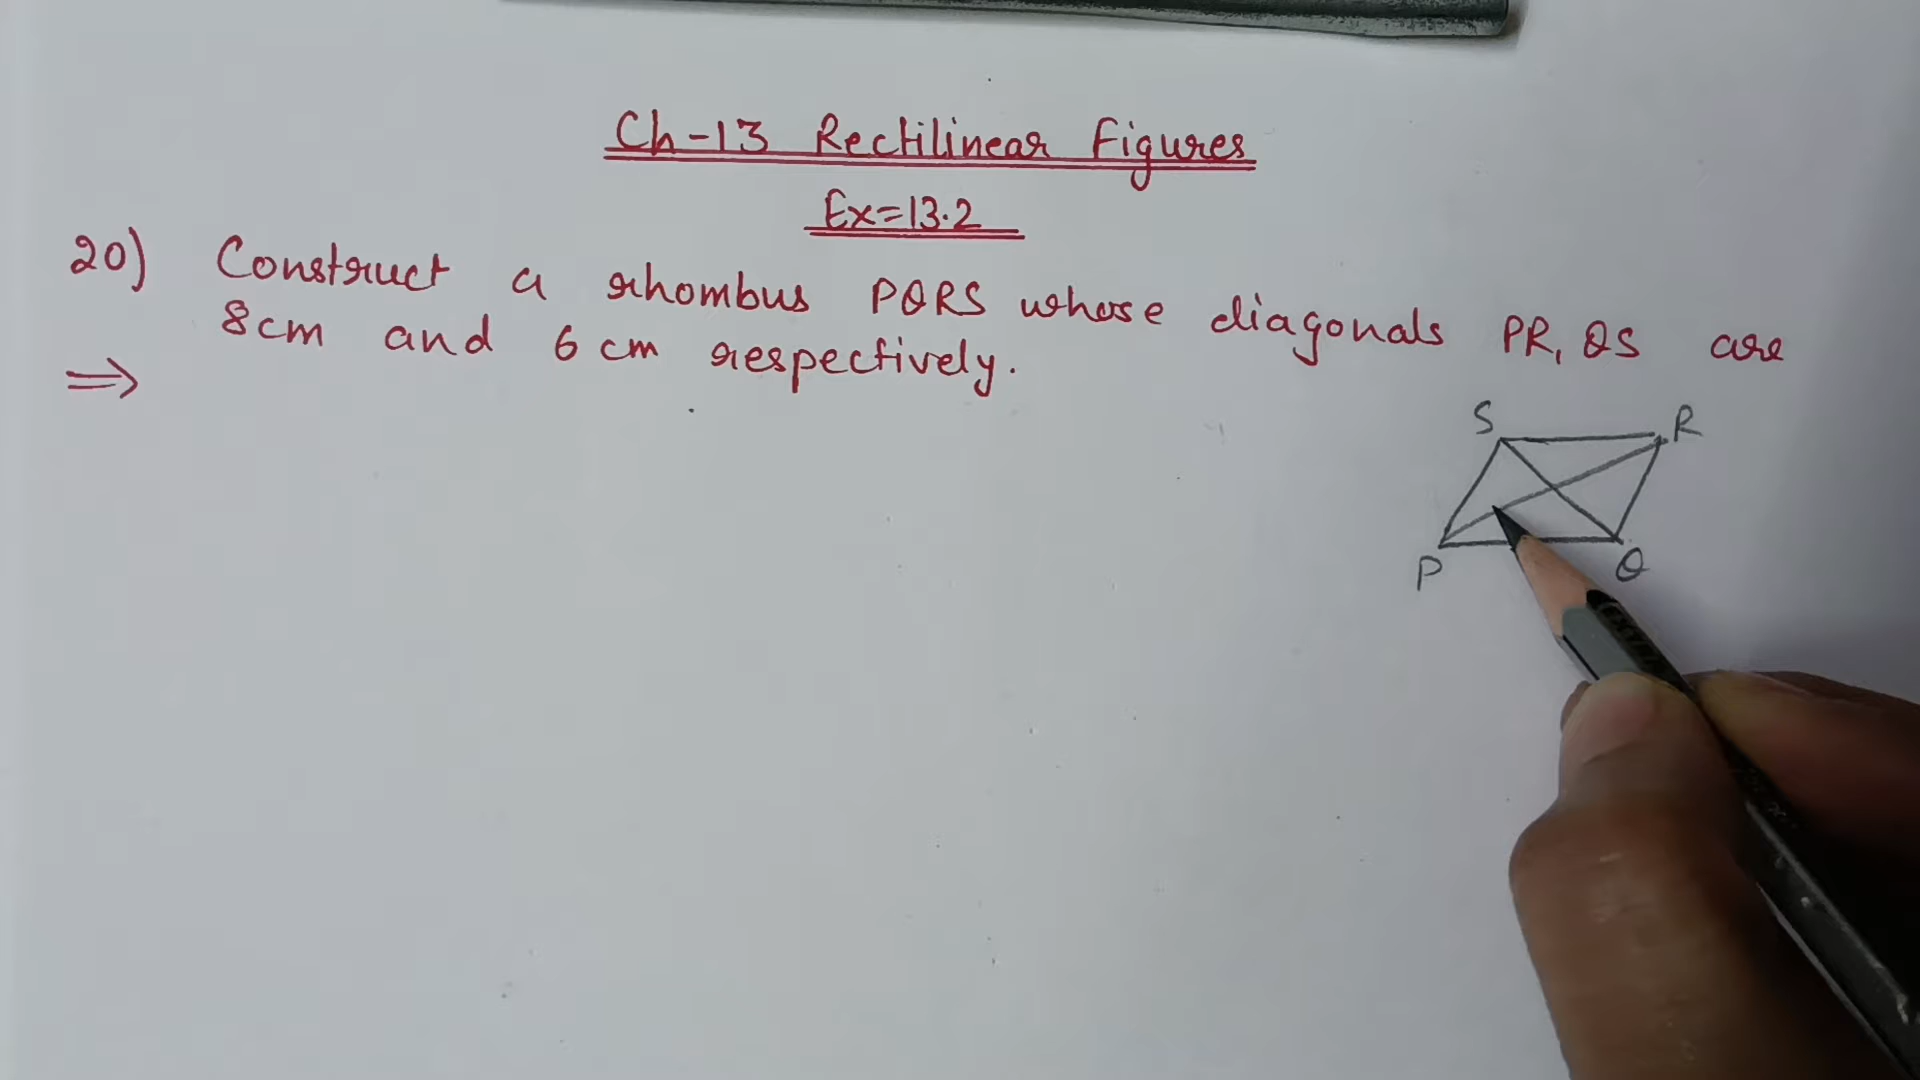 Ch-13 Rectilinear Figures
Ex=13.2
20) Construct a rhombus PQRS whose diagonals PR, QS are
8cm and 6 cm respectively.
⇒
S R
P Q